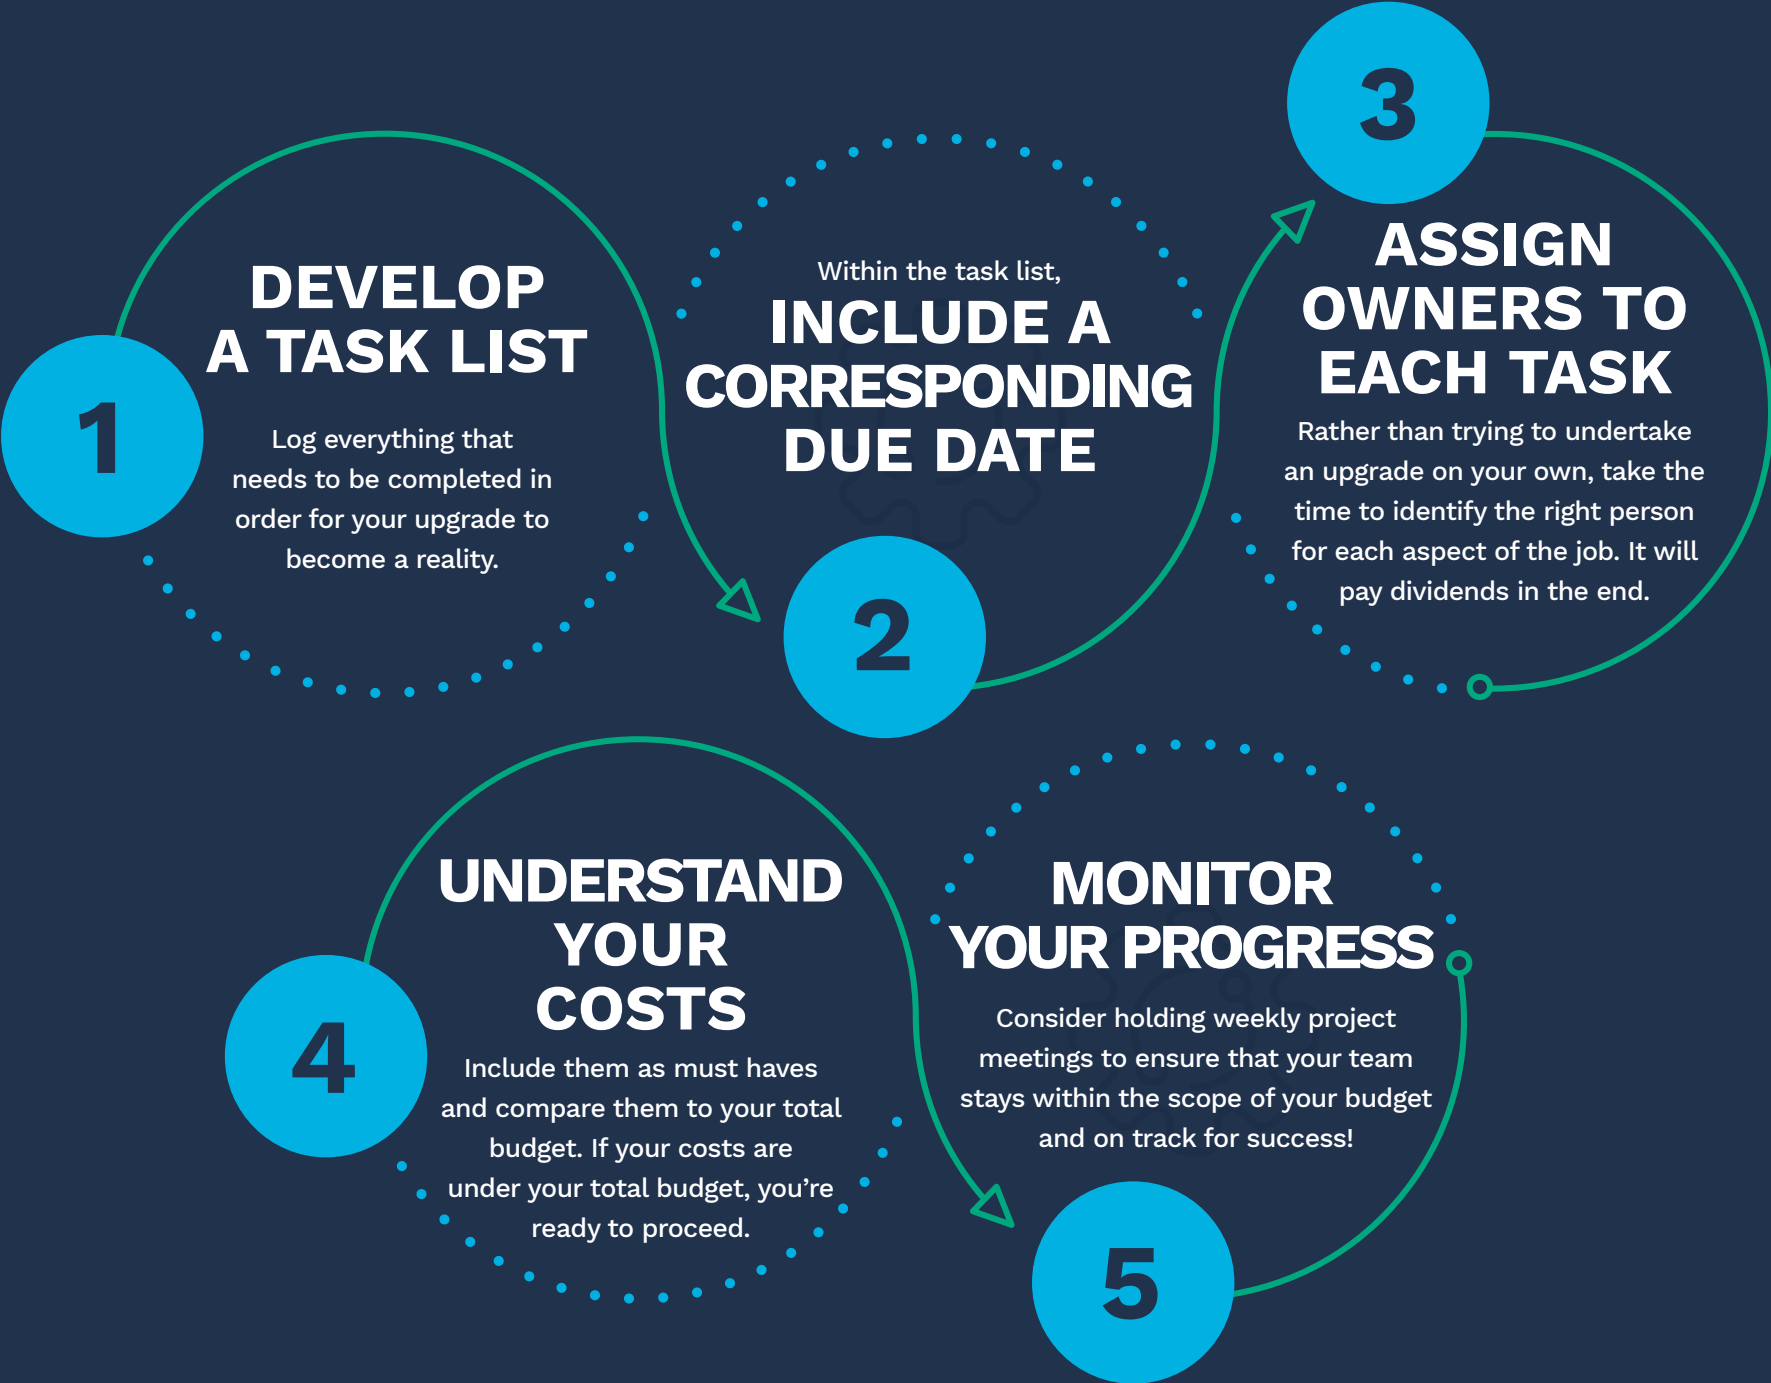 1
DEVELOP
A TASK LIST
Log everything that
needs to be completed in
order for your upgrade to
become a reality.
2
Within the task list,
INCLUDE A
CORRESPONDING
DUE DATE
3
ASSIGN
OWNERS TO
EACH TASK
Rather than trying to undertake
an upgrade on your own, take the
time to identify the right person
for each aspect of the job. It will
pay dividends in the end.
4
UNDERSTAND
YOUR
COSTS
Include them as must haves
and compare them to your total
budget. If your costs are
under your total budget, you’re
ready to proceed.
5
MONITOR
YOUR PROGRESS
Consider holding weekly project
meetings to ensure that your team
stays within the scope of your budget
and on track for success!